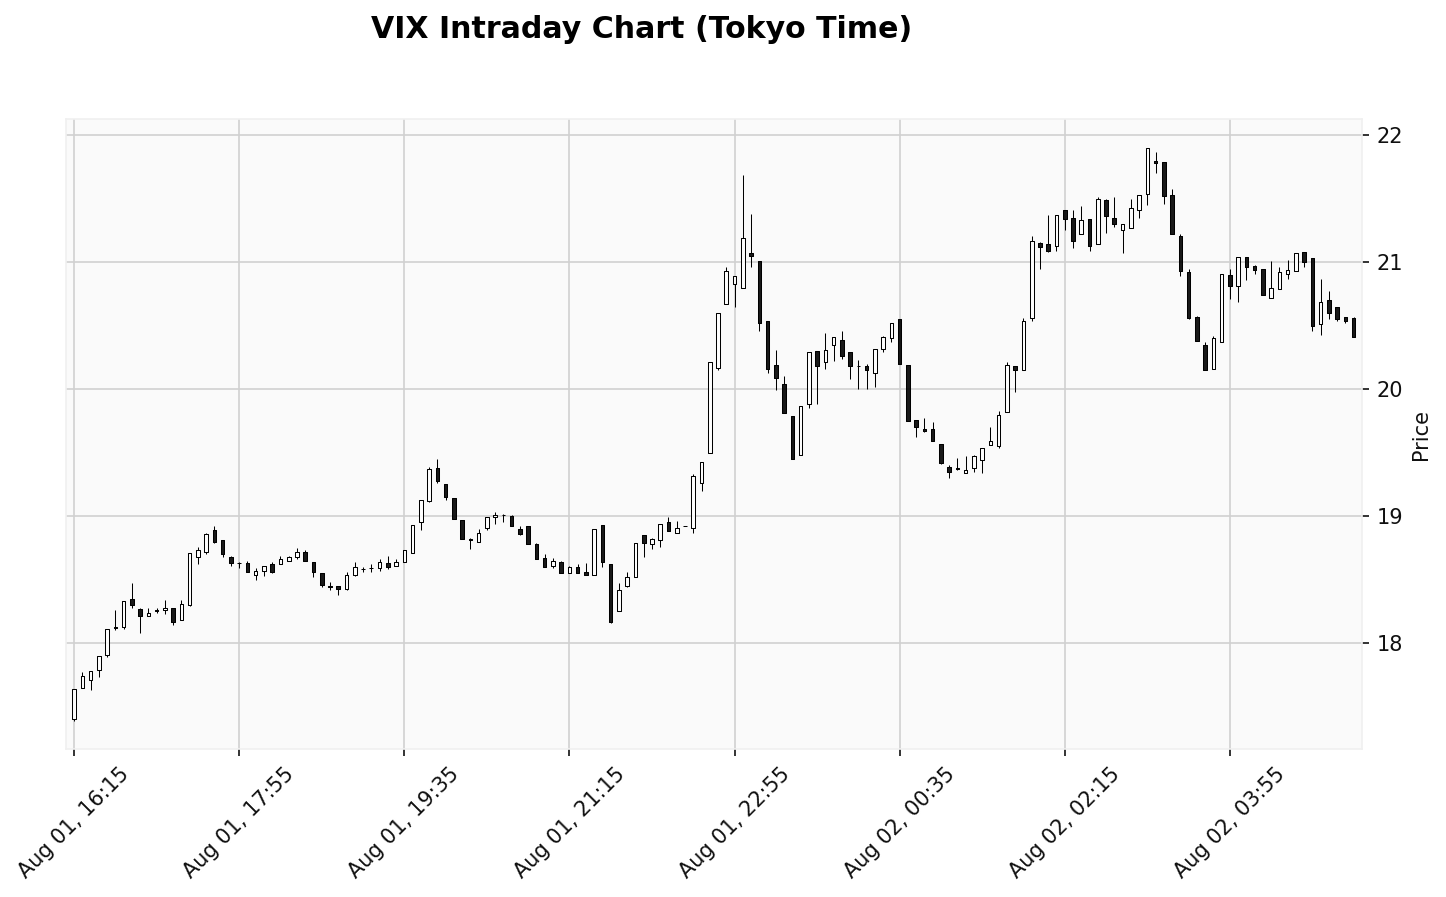 VIX Intraday Chart (Tokyo Time)
22
21
20
19
18
Price
Aug 01, 16:15
Aug 01, 17:55
Aug 01, 19:35
Aug 01, 21:15
Aug 01, 22:55
Aug 02, 00:35
Aug 02, 02:15
Aug 02, 03:55